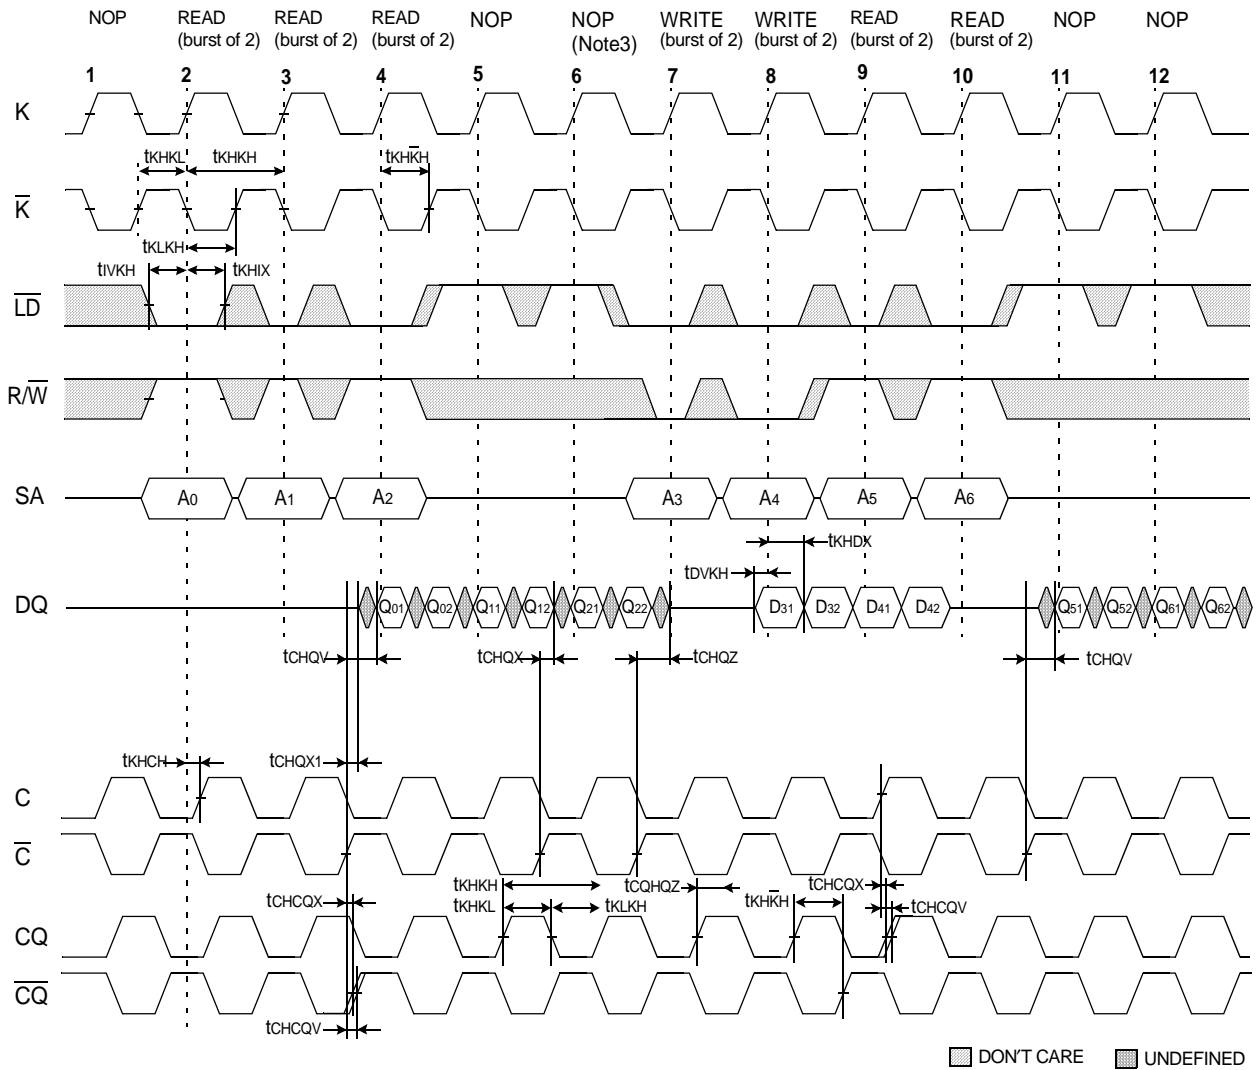 NOP READ READ READ NOP NOP WRITE WRITE READ READ NOP NOP
(burst of 2) (burst of 2) (burst of 2) (Note3) (burst of 2) (burst of 2) (burst of 2) (burst of 2)
1 2 3 4 5 6 7 8 9 10 11 12
K
tKHKL tKHKH tKHK̅H
K̅
tKLKH
tIVKH tKHIX
L̅D̅
R/W̅
SA A0 A1 A2 A3 A4 A5 A6
tKHDX
tDVKH
DQ Q01 Q02 Q11 Q12 Q21 Q22 D31 D32 D41 D42 Q51 Q52 Q61 Q62
tCHQV tCHQX tCHQZ tCHQV
tKHCH tCHQX1
C
C̅
tKHKH tCQHQZ tCHCQX
tCHCQX tKHKL tKLKH tKHK̅H tCHCQV
CQ
C̅Q̅
tCHCQV
DON'T CARE UNDEFINED